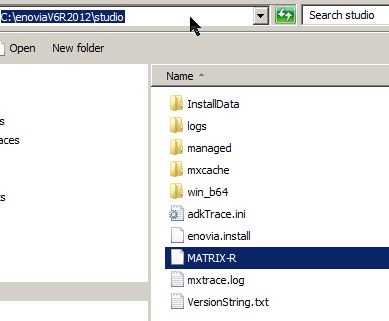 C:\enoviaV6R2012\studio
Search studio
Open New folder
Name
InstallData
s
logs
aces
managed
mxcache
win_b64
ts
adkTrace.ini
enovia.install
MATRIX-R
mxtrace.log
VersionString.txt